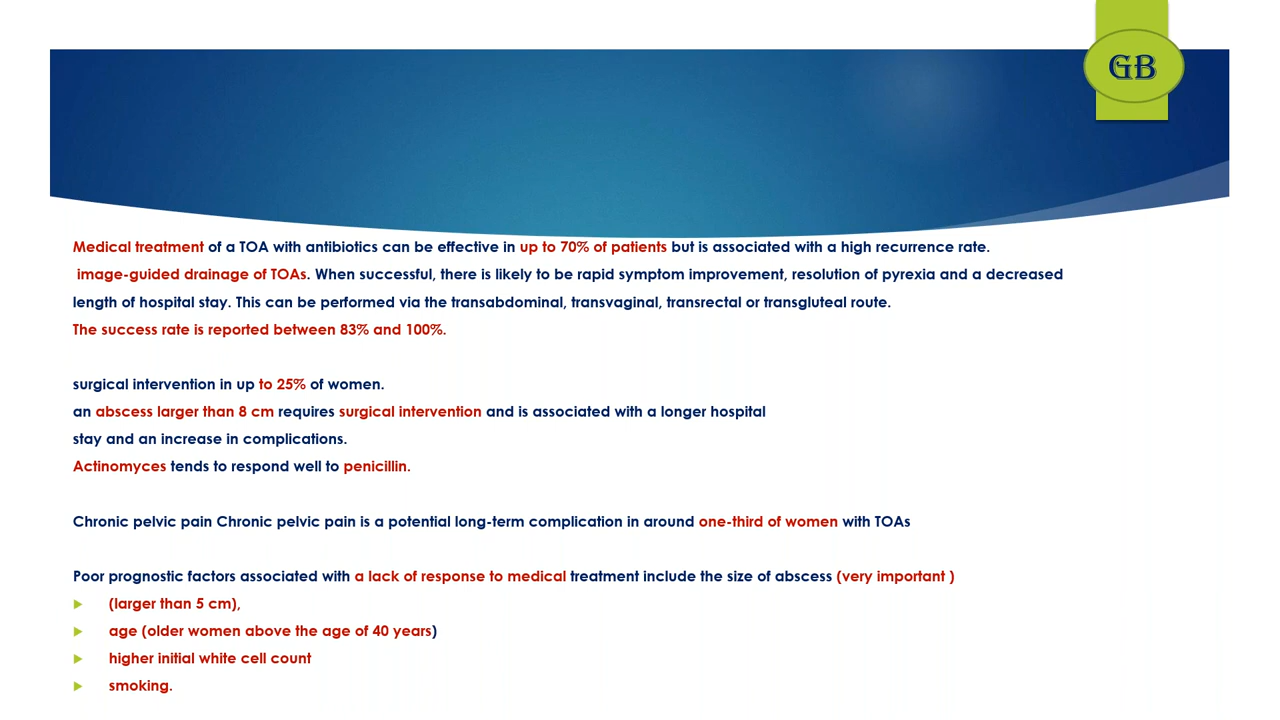 GB
Medical treatment of a TOA with antibiotics can be effective in up to 70% of patients but is associated with a high recurrence rate.
image-guided drainage of TOAs. When successful, there is likely to be rapid symptom improvement, resolution of pyrexia and a decreased
length of hospital stay. This can be performed via the transabdominal, transvaginal, transrectal or transgluteal route.
The success rate is reported between 83% and 100%.
surgical intervention in up to 25% of women.
an abscess larger than 8 cm requires surgical intervention and is associated with a longer hospital
stay and an increase in complications.
Actinomyces tends to respond well to penicillin.
Chronic pelvic pain Chronic pelvic pain is a potential long-term complication in around one-third of women with TOAs
Poor prognostic factors associated with a lack of response to medical treatment include the size of abscess (very important )
(larger than 5 cm),
age (older women above the age of 40 years)
higher initial white cell count
smoking.